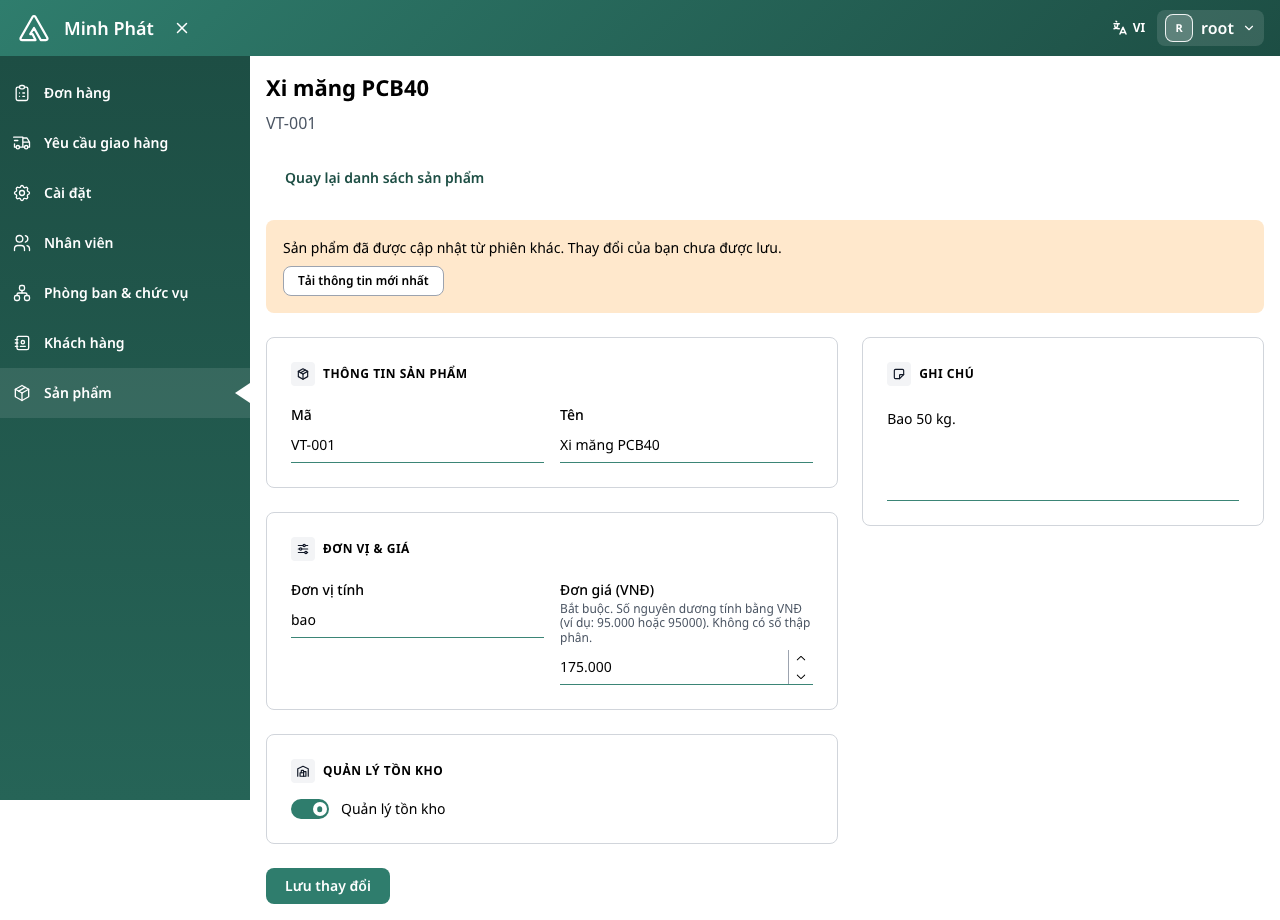 Minh Phát
VI
R
root
Đơn hàng
Yêu cầu giao hàng
Cài đặt
Nhân viên
Phòng ban & chức vụ
Khách hàng
Sản phẩm
Xi măng PCB40
VT-001
Quay lại danh sách sản phẩm
Sản phẩm đã được cập nhật từ phiên khác. Thay đổi của bạn chưa được lưu.
Tải thông tin mới nhất
THÔNG TIN SẢN PHẨM
Mã
VT-001
Tên
Xi măng PCB40
GHI CHÚ
Bao 50 kg.
ĐƠN VỊ & GIÁ
Đơn vị tính
bao
Đơn giá (VNĐ)
Bắt buộc. Số nguyên dương tính bằng VNĐ
(ví dụ: 95.000 hoặc 95000). Không có số thập
phân.
175.000
QUẢN LÝ TỒN KHO
Quản lý tồn kho
Lưu thay đổi